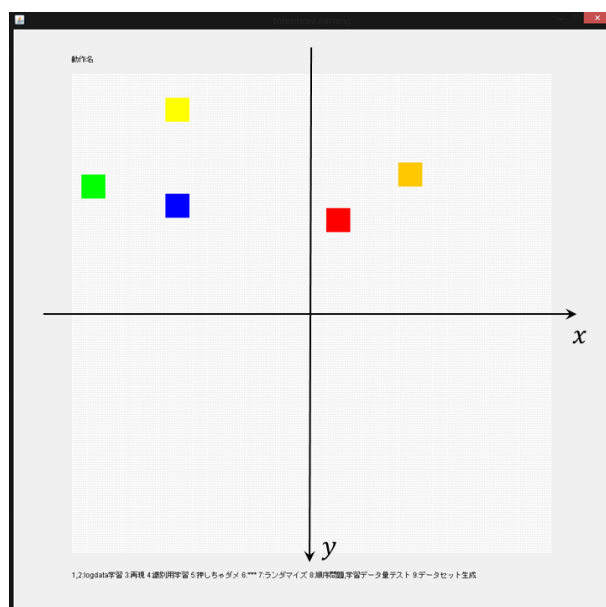 IntentionLearning
動作名
x
y
1,2:logdata学習 3:再現 4:識別用学習 5:押しちゃダメ 6:*** 7:ランダマイズ 8:順序問題,学習データ量テスト 9:データセット生成